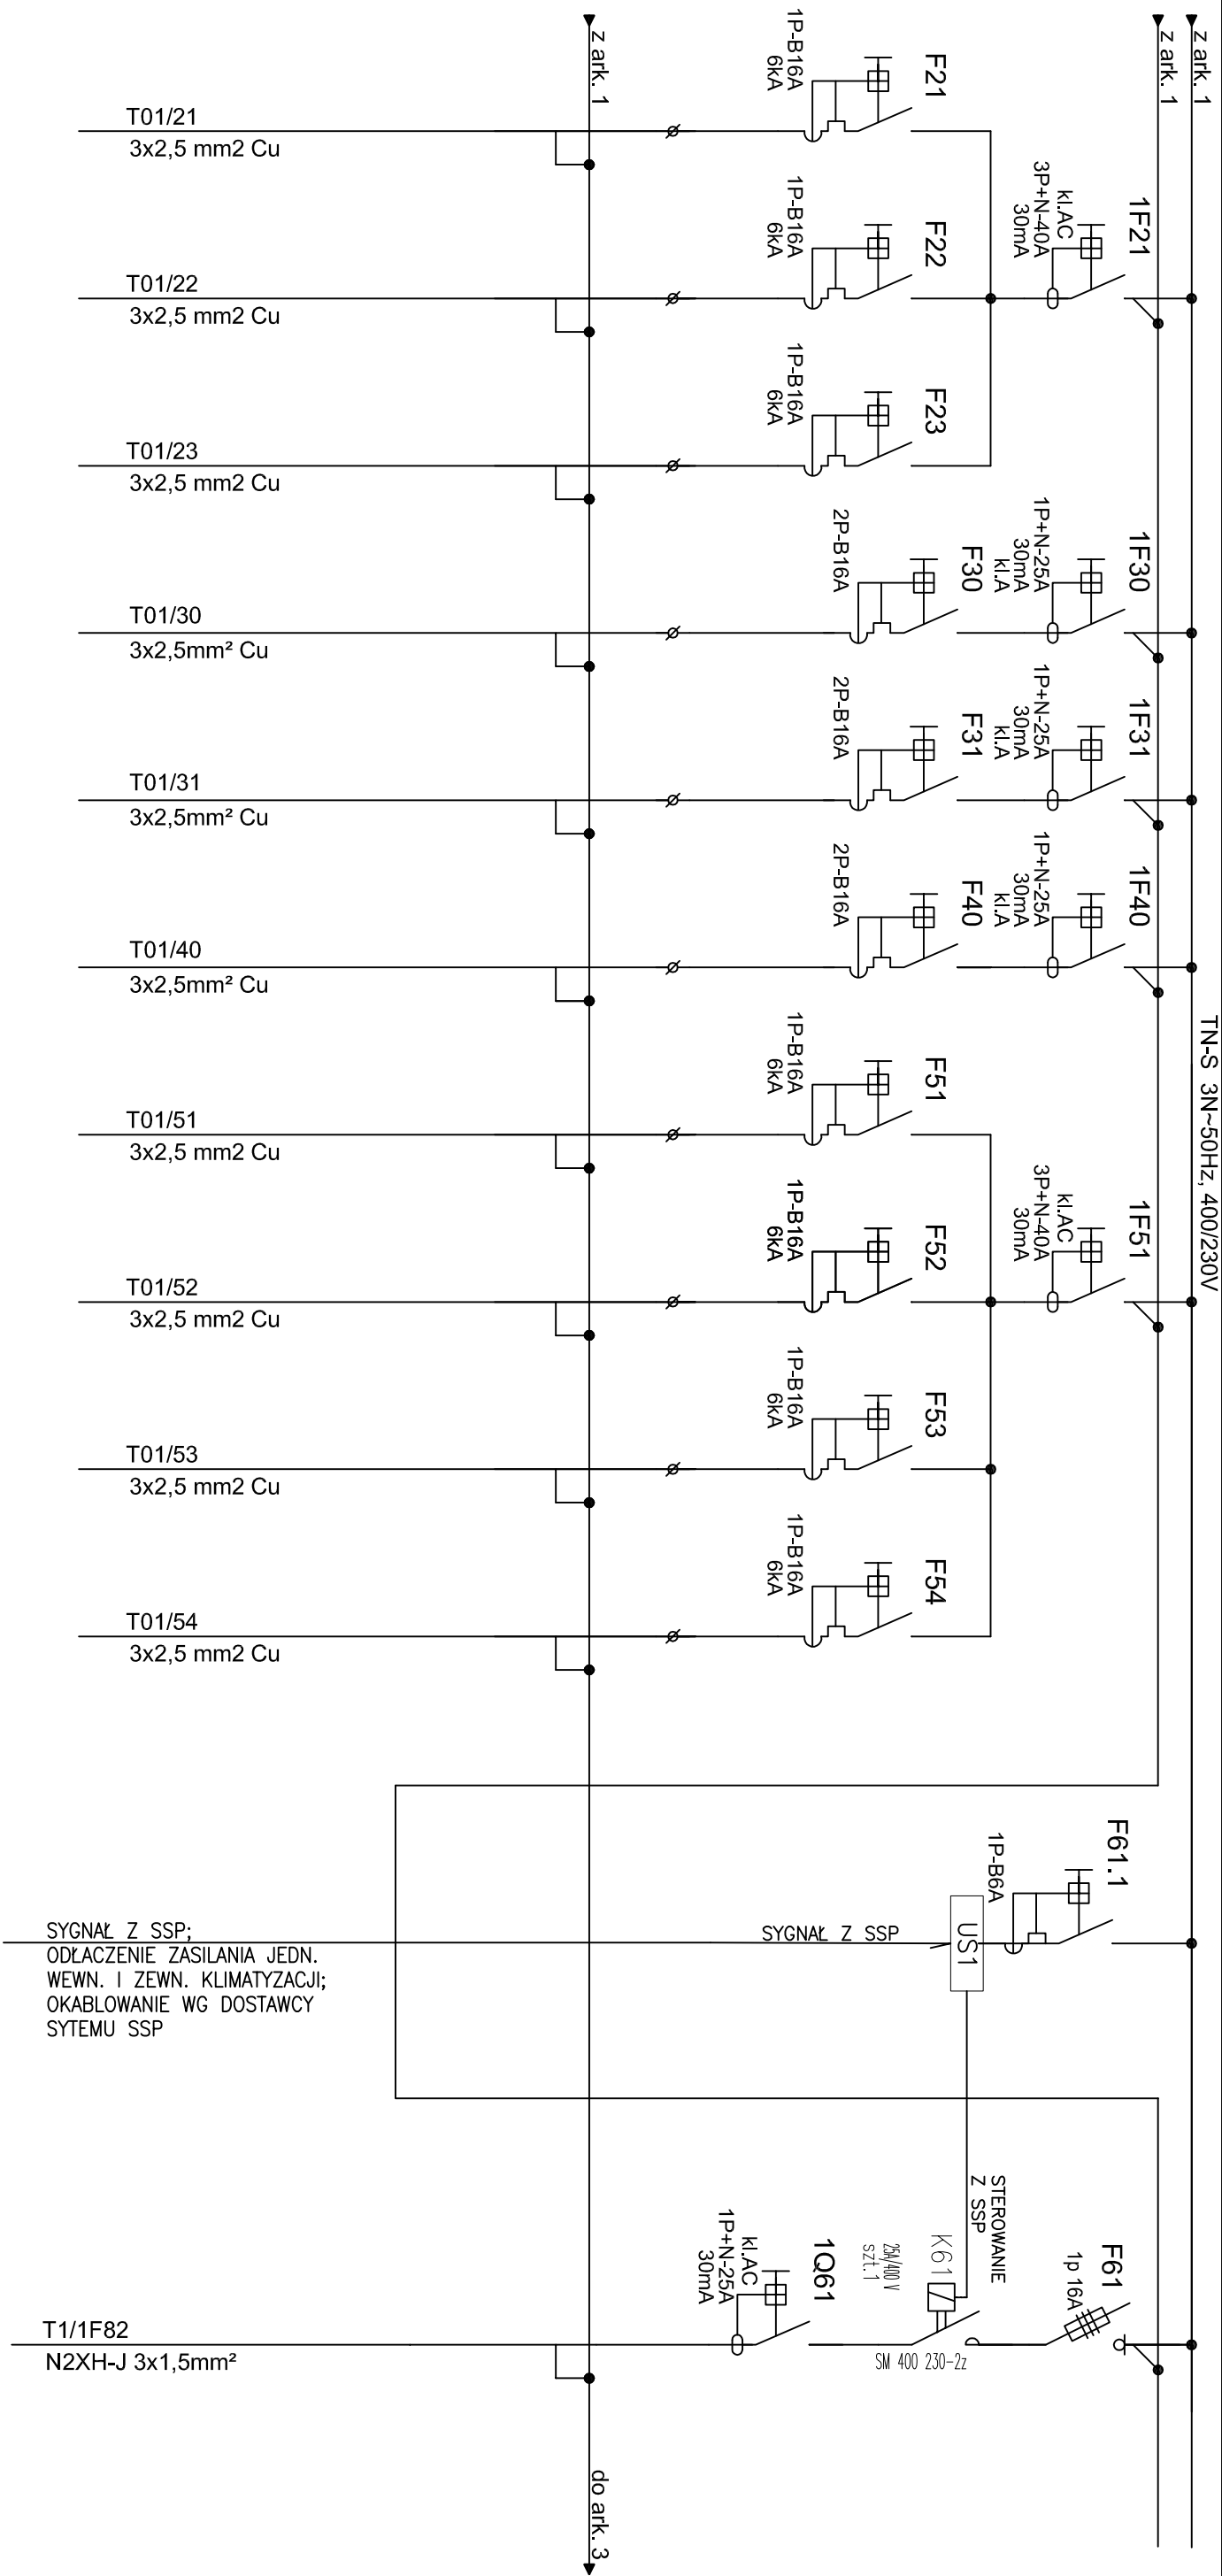 z ark. 1
z ark. 1
z ark. 1
TN-S 3N~50Hz, 400/230V
F21
1P-B16A
6kA
T01/21
3x2,5 mm2 Cu
1F21
kl.AC
3P+N-40A
30mA
F22
1P-B16A
6kA
T01/22
3x2,5 mm2 Cu
F23
1P-B16A
6kA
T01/23
3x2,5 mm2 Cu
1F30
1P+N-25A
30mA
kl.A
F30
2P-B16A
T01/30
3x2,5mm² Cu
1F31
1P+N-25A
30mA
kl.A
F31
2P-B16A
T01/31
3x2,5mm² Cu
1F40
1P+N-25A
30mA
kl.A
F40
2P-B16A
T01/40
3x2,5mm² Cu
F51
1P-B16A
6kA
T01/51
3x2,5 mm2 Cu
1F51
kl.AC
3P+N-40A
30mA
F52
1P-B16A
6kA
T01/52
3x2,5 mm2 Cu
F53
1P-B16A
6kA
T01/53
3x2,5 mm2 Cu
F54
1P-B16A
6kA
T01/54
3x2,5 mm2 Cu
F61.1
1P-B6A
US1
SYGNAŁ Z SSP
SYGNAŁ Z SSP;
ODŁACZENIE ZASILANIA JEDN.
WEWN. I ZEWN. KLIMATYZACJI;
OKABLOWANIE WG DOSTAWCY
SYTEMU SSP
STEROWANIE
Z SSP
F61
1p 16A
K61
25A/400 V
szt.1
SM 400 230-2z
1Q61
kl.AC
1P+N-25A
30mA
T1/1F82
N2XH-J 3x1,5mm²
do ark. 3